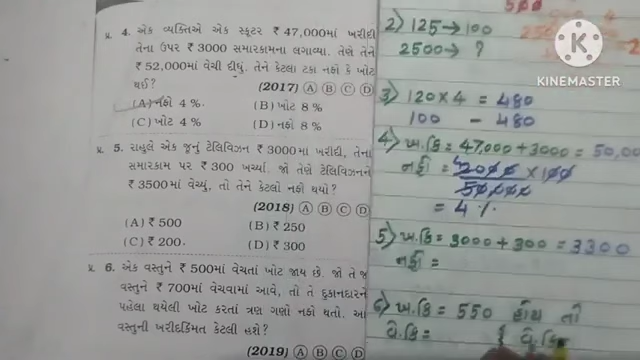 પ્ર. 4. એક વ્યક્તિએ એક સ્કૂટર ₹ 47,000માં ખરીદી
તેના ઉપર ₹ 3000 સમારકામના લગાવ્યા. તેણે તેને
₹ 52,000માં વેચી દીધું. તેને કેટલા ટકા નફો કે ખોટ
થઈ?
(2017) Ⓐ Ⓑ Ⓒ Ⓓ
(A) નફો 4 %
(B) ખોટ 8 %
(C) ખોટ 4 %
(D) નફો 8 %
પ્ર. 5. રાહુલે એક જૂનું ટેલિવિઝન ₹ 3000માં ખરીદી, તેના
સમારકામ પર ₹ 300 ખર્ચ્યા. જો તેણે ટેલિવિઝનને
₹ 3500માં વેચ્યું, તો તેને કેટલો નફો થયો?
(2018) Ⓐ Ⓑ Ⓒ Ⓓ
(A) ₹ 500
(B) ₹ 250
(C) ₹ 200
(D) ₹ 300
પ્ર. 6. એક વસ્તુને ₹ 500માં વેચતાં ખોટ જાય છે. જો તે જ
વસ્તુને ₹ 700માં વેચવામાં આવે, તો તે દુકાનદારને
પહેલા થયેલી ખોટ કરતાં ત્રણ ગણો નફો થતો. આ
વસ્તુની ખરીદકિંમત કેટલી હશે?
(2019) Ⓐ Ⓑ Ⓒ Ⓓ
2) 125 → 100
2500 → ?
3) 120 × 4 = 480
100 - 480
4) ખ.કિં = 47,000 + 3000 = 50,00
નફો = 2000 × 100
50000
= 4 %
5) ખ.કિં = 3000 + 300 = 3300
નફો =
6) ખ.કિં = 550 હોય તો
વે.કિં =
KINEMASTER